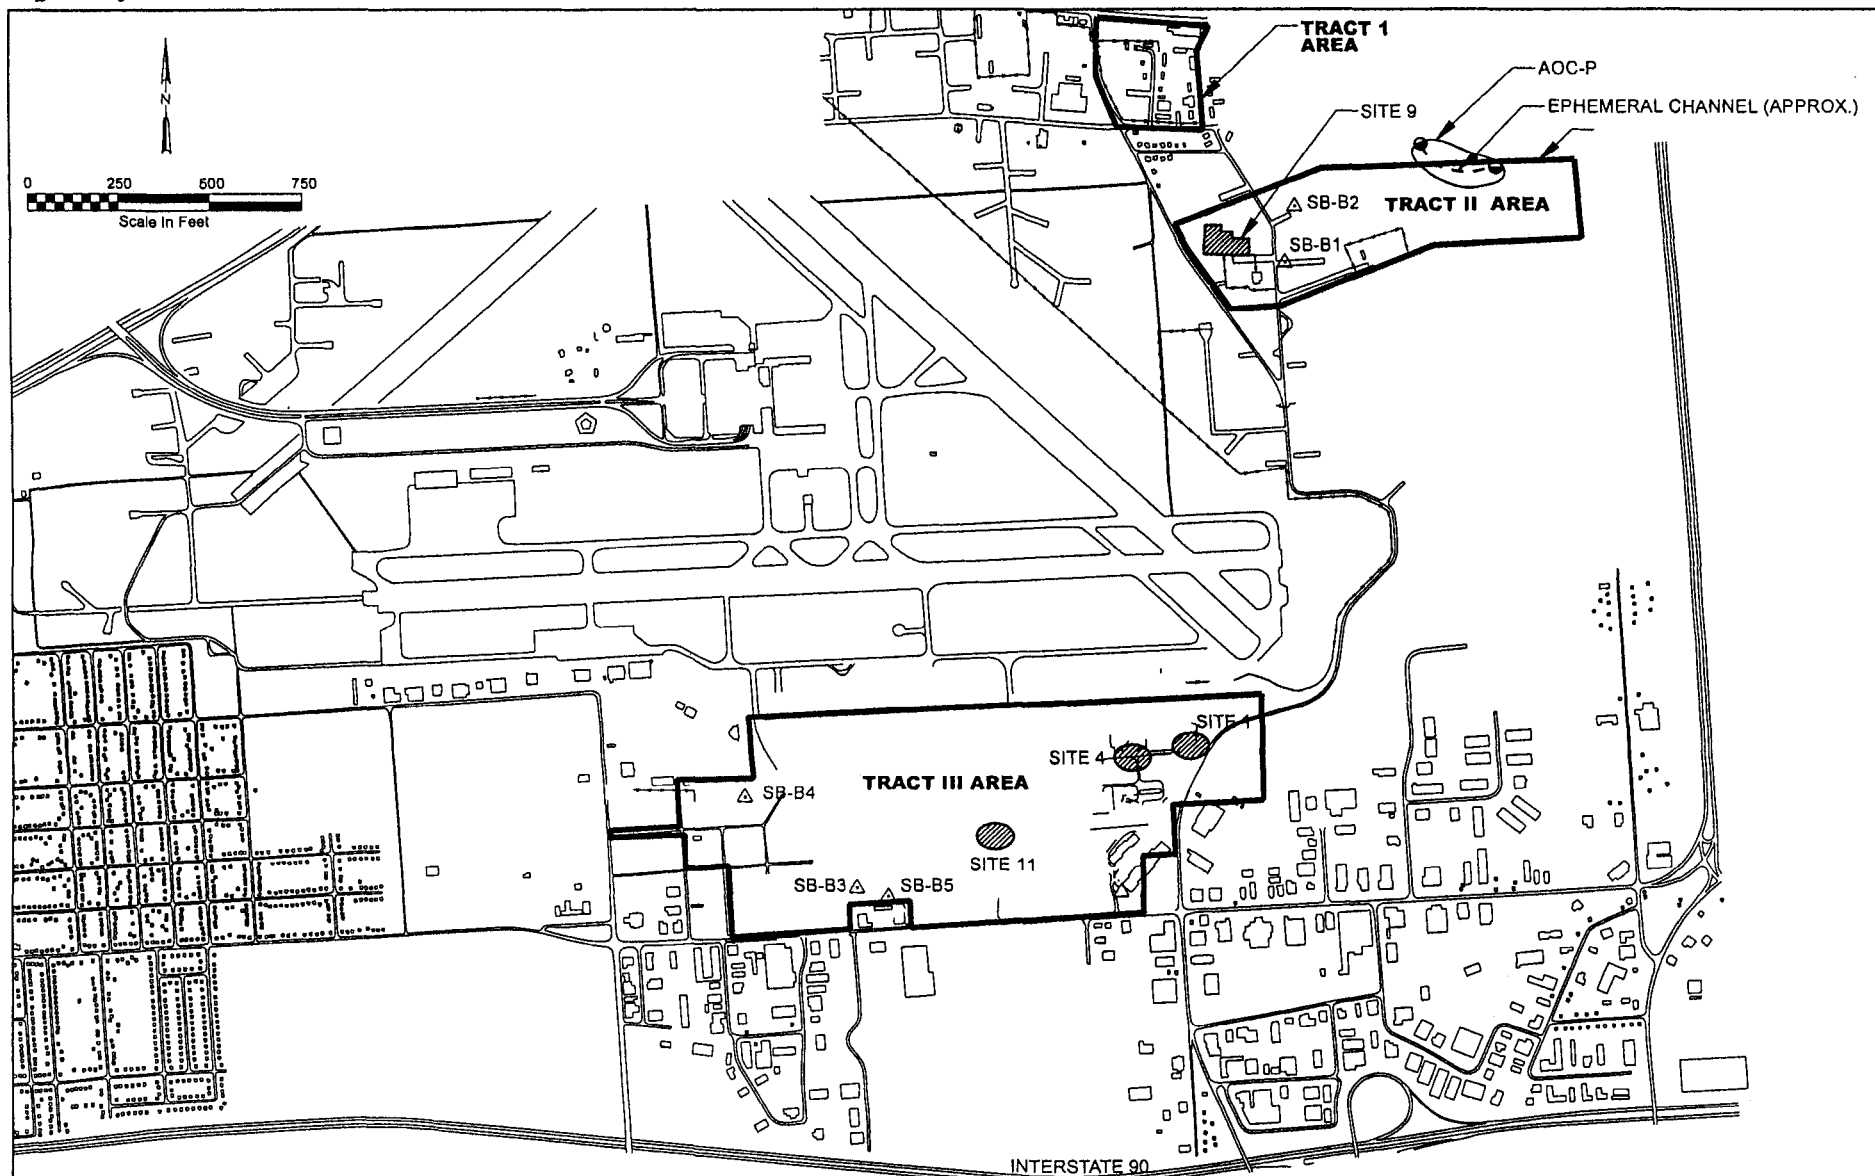 TRACT 1
AREA
AOC-P
EPHEMERAL CHANNEL (APPROX.)
SITE 9
N
0 250 500 750
Scale In Feet
SB-B2
TRACT II AREA
SB-B1
SITE 4
SITE 4
TRACT III AREA
SB-B4
SITE 11
SB-B3
SB-B5
INTERSTATE 90